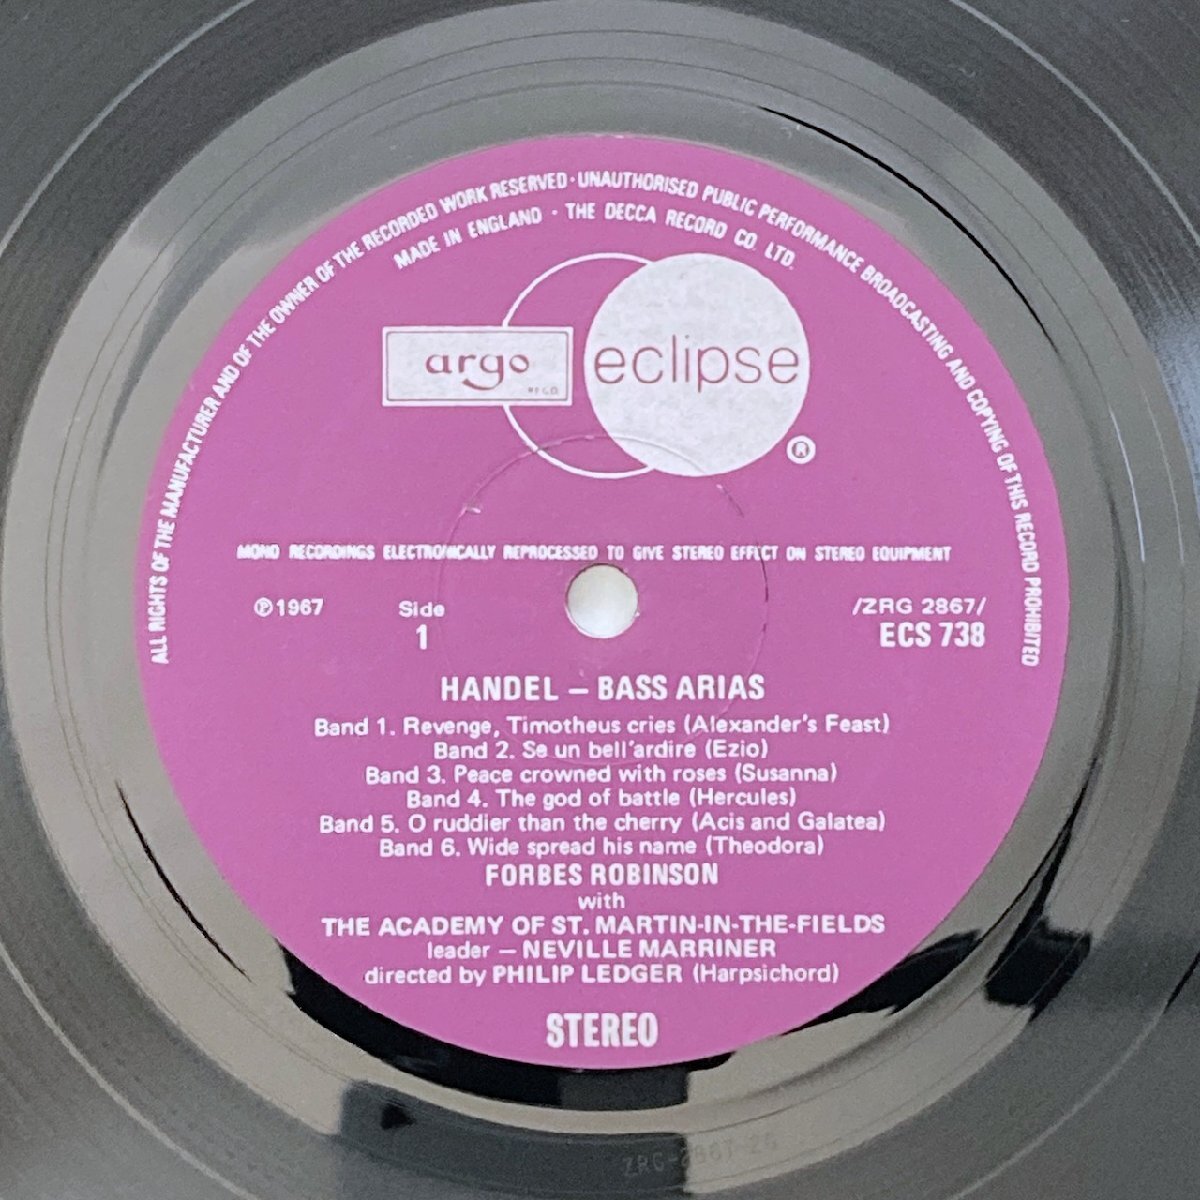 ALL RIGHTS OF THE MANUFACTURER AND OF THE OWNER OF THE RECORDED WORK RESERVED · UNAUTHORISED PUBLIC PERFORMANCE BROADCASTING AND COPYING OF THIS RECORD PROHIBITED
MADE IN ENGLAND · THE DECCA RECORD CO. LTD.
argo
eclipse
®
MONO RECORDINGS ELECTRONICALLY REPROCESSED TO GIVE STEREO EFFECT ON STEREO EQUIPMENT
℗1967 Side /ZRG 2867/
1 ECS 738
HANDEL – BASS ARIAS
Band 1. Revenge, Timotheus cries (Alexander's Feast)
Band 2. Se un bell'ardire (Ezio)
Band 3. Peace crowned with roses (Susanna)
Band 4. The god of battle (Hercules)
Band 5. O ruddier than the cherry (Acis and Galatea)
Band 6. Wide spread his name (Theodora)
FORBES ROBINSON
with
THE ACADEMY OF ST. MARTIN-IN-THE-FIELDS
leader – NEVILLE MARRINER
directed by PHILIP LEDGER (Harpsichord)
STEREO